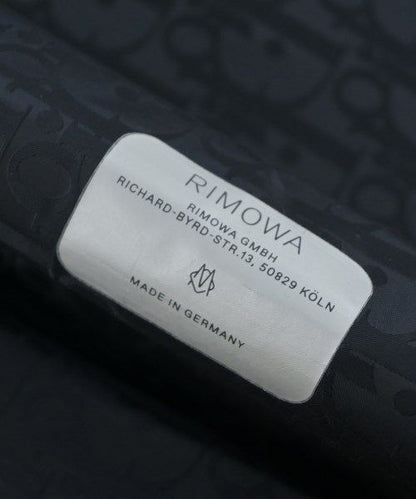 RIMOWA
RIMOWA GMBH
RICHARD-BYRD-STR.13, 50829 KÖLN
MADE IN GERMANY